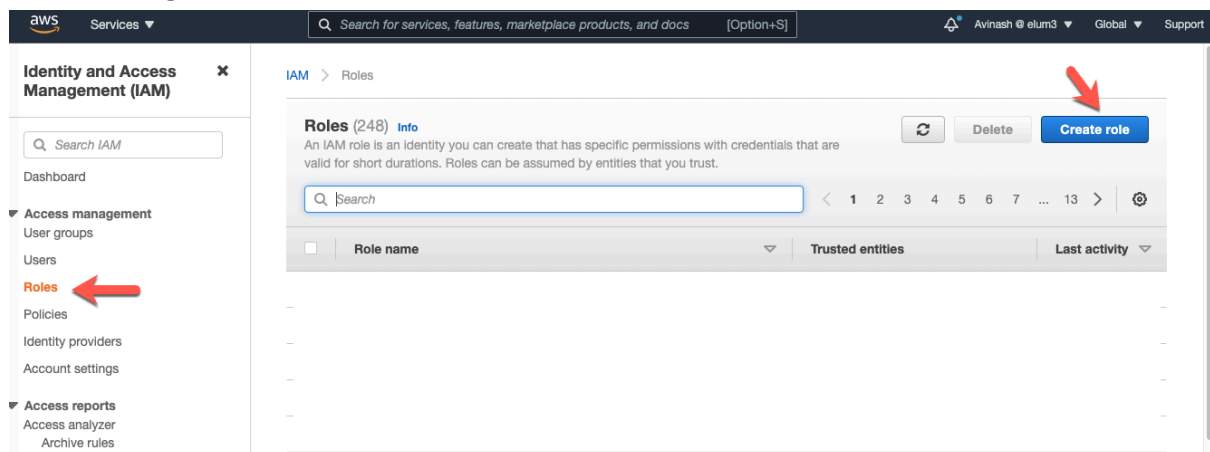 aws Services ▼ Search for services, features, marketplace products, and docs [Option+S] Avinash @ elum3 ▼ Global ▼ Support
Identity and Access Management (IAM)
Search IAM
Dashboard
Access management
User groups
Users
Roles
Policies
Identity providers
Account settings
Access reports
Access analyzer
Archive rules
IAM > Roles
Roles (248) Info
An IAM role is an identity you can create that has specific permissions with credentials that are
valid for short durations. Roles can be assumed by entities that you trust.
Delete Create role
Search
1 2 3 4 5 6 7 ... 13
Role name Trusted entities Last activity